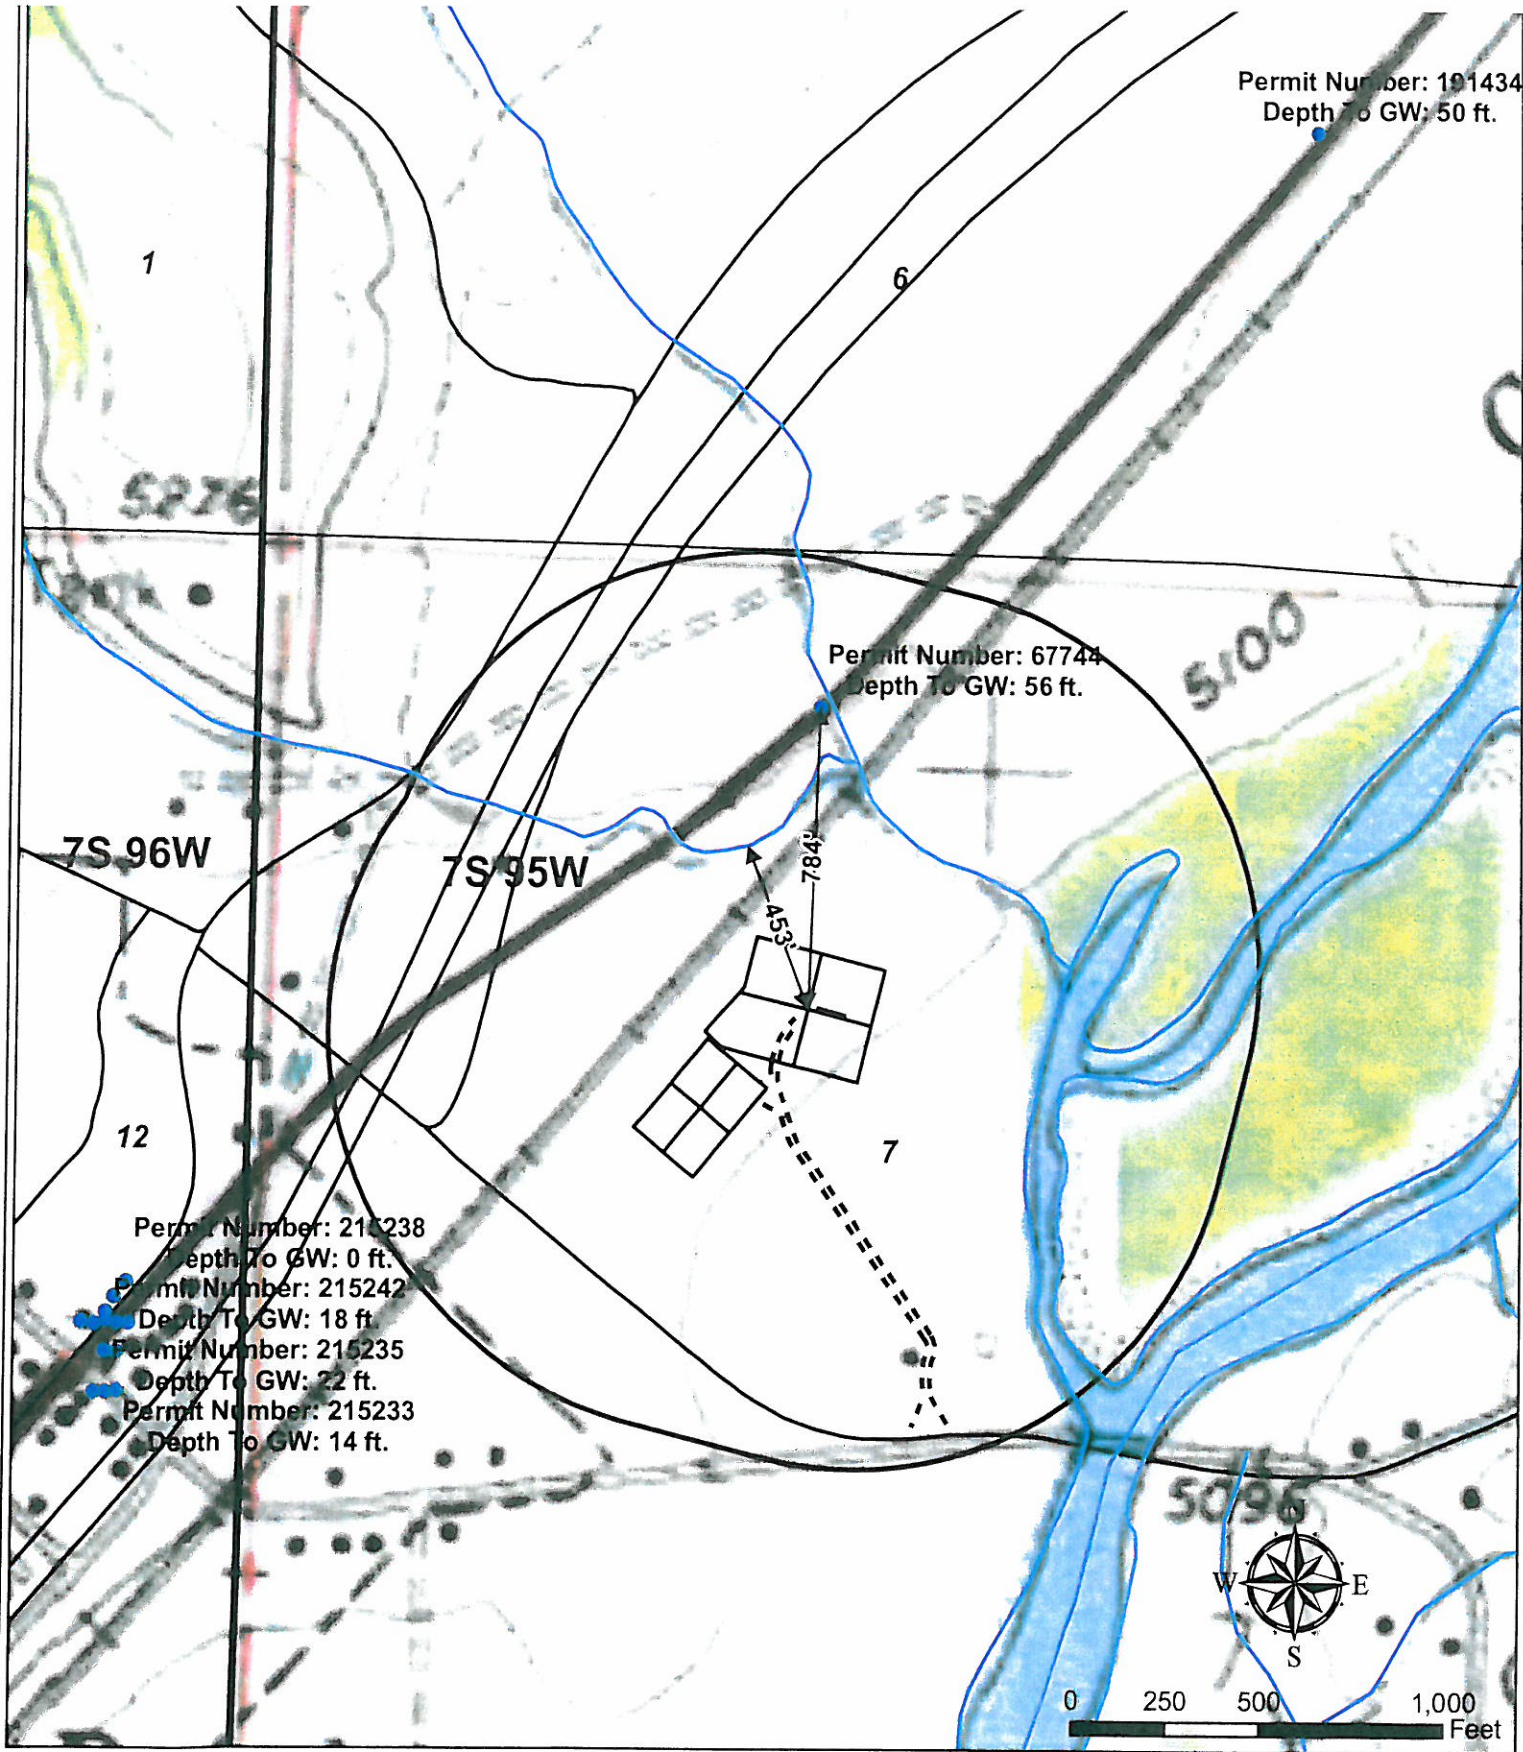 Permit Number: 191434
Depth To GW: 50 ft.
1
6
5276
5100
Permit Number: 67744
Depth To GW: 56 ft.
7S 96W
7S 95W
784'
453'
12
7
Permit Number: 215238
Depth To GW: 0 ft.
Permit Number: 215242
Depth To GW: 18 ft.
Permit Number: 215235
Depth To GW: 22 ft.
Permit Number: 215233
Depth To GW: 14 ft.
5096
N
W E
S
0 250 500 1,000
Feet